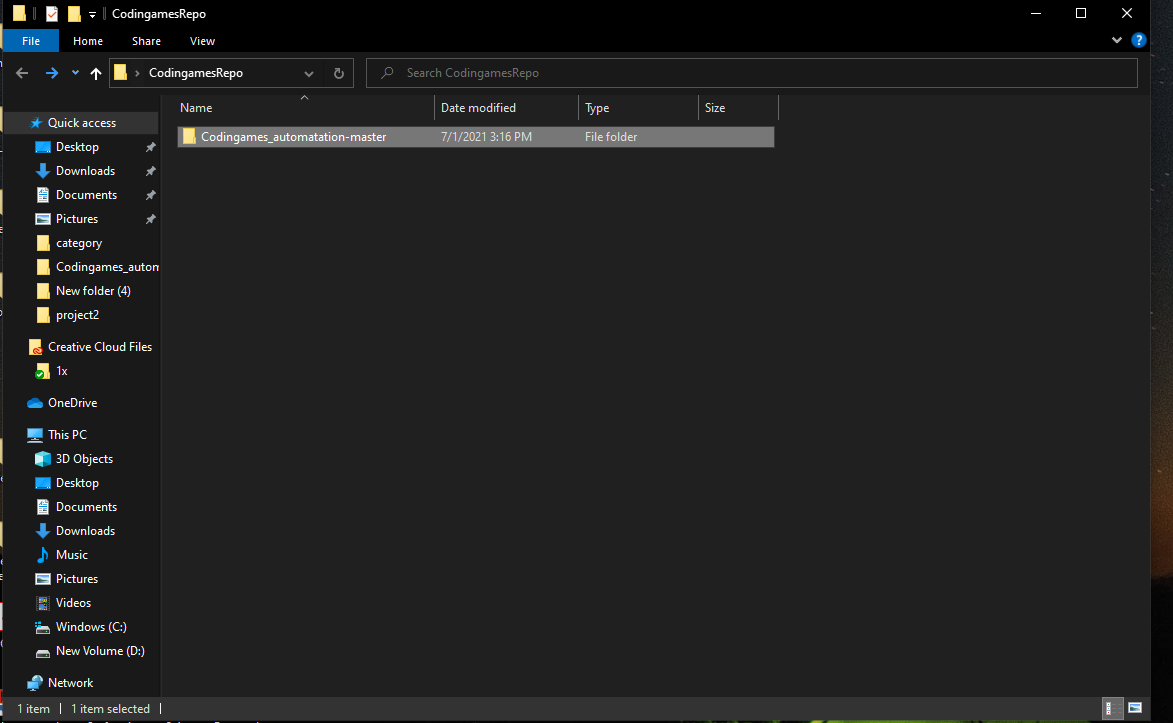 CodingamesRepo
File Home Share View
CodingamesRepo Search CodingamesRepo
Name Date modified Type Size
Codingames_automatation-master 7/1/2021 3:16 PM File folder
Quick access
Desktop
Downloads
Documents
Pictures
category
Codingames_autom
New folder (4)
project2
Creative Cloud Files
1x
OneDrive
This PC
3D Objects
Desktop
Documents
Downloads
Music
Pictures
Videos
Windows (C:)
New Volume (D:)
Network
1 item 1 item selected